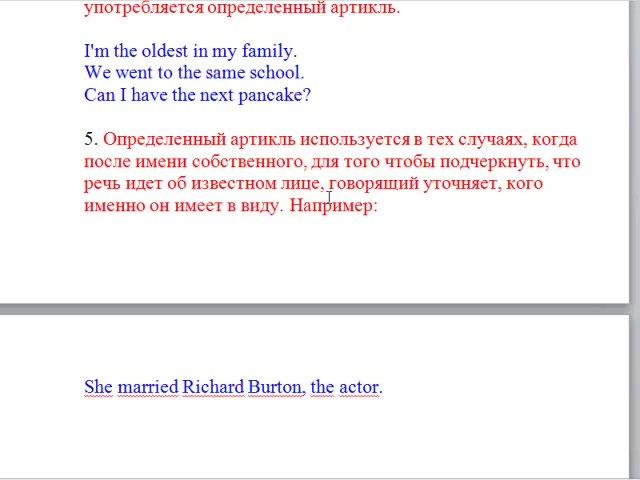 употребляется определенный артикль.
I'm the oldest in my family.
We went to the same school.
Can I have the next pancake?
5. Определенный артикль используется в тех случаях, когда
после имени собственного, для того чтобы подчеркнуть, что
речь идет об известном лице, говорящий уточняет, кого
именно он имеет в виду. Например:
She married Richard Burton, the actor.